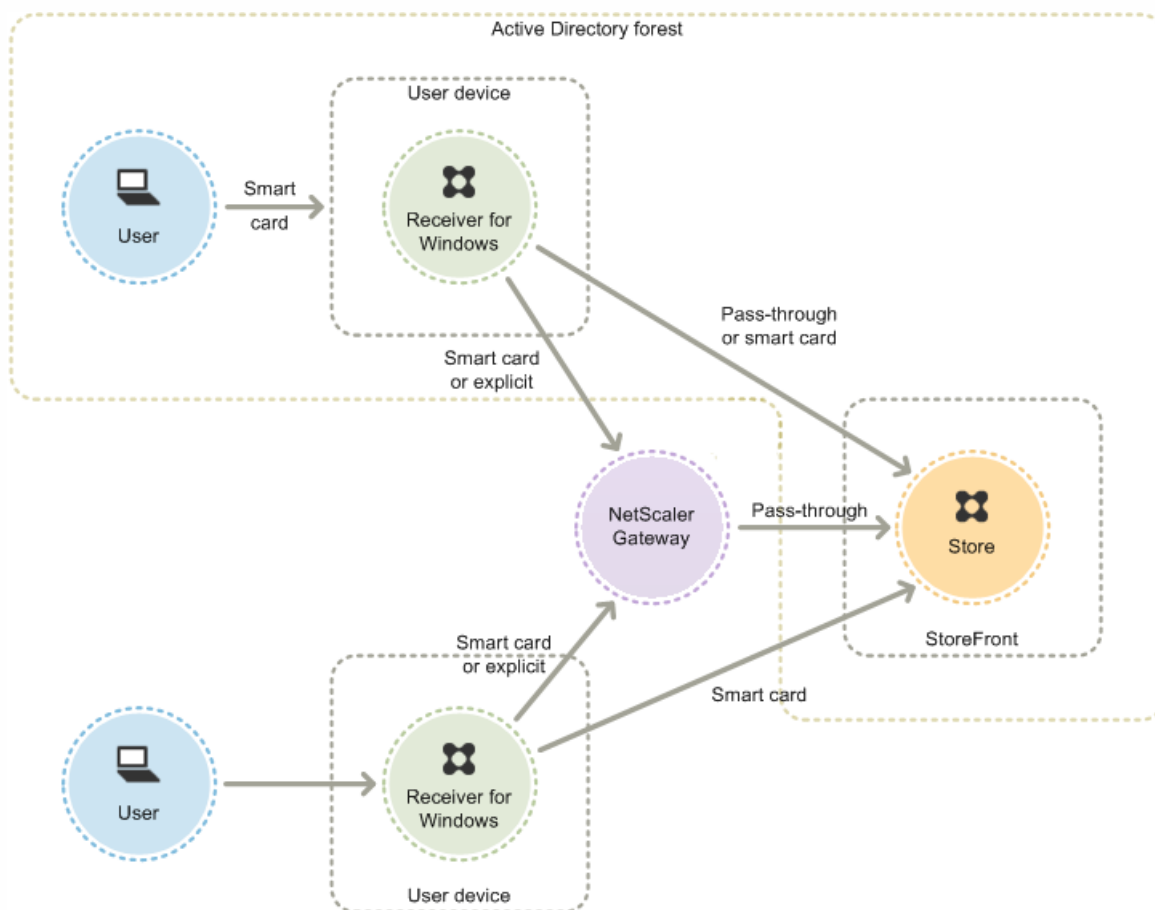 Active Directory forest
User device
Smart
card
User
Receiver for
Windows
Pass-through
or smart card
Smart card
or explicit
NetScaler
Gateway
Pass-through
Store
StoreFront
Smart card
or explicit
Smart card
User
Receiver for
Windows
User device